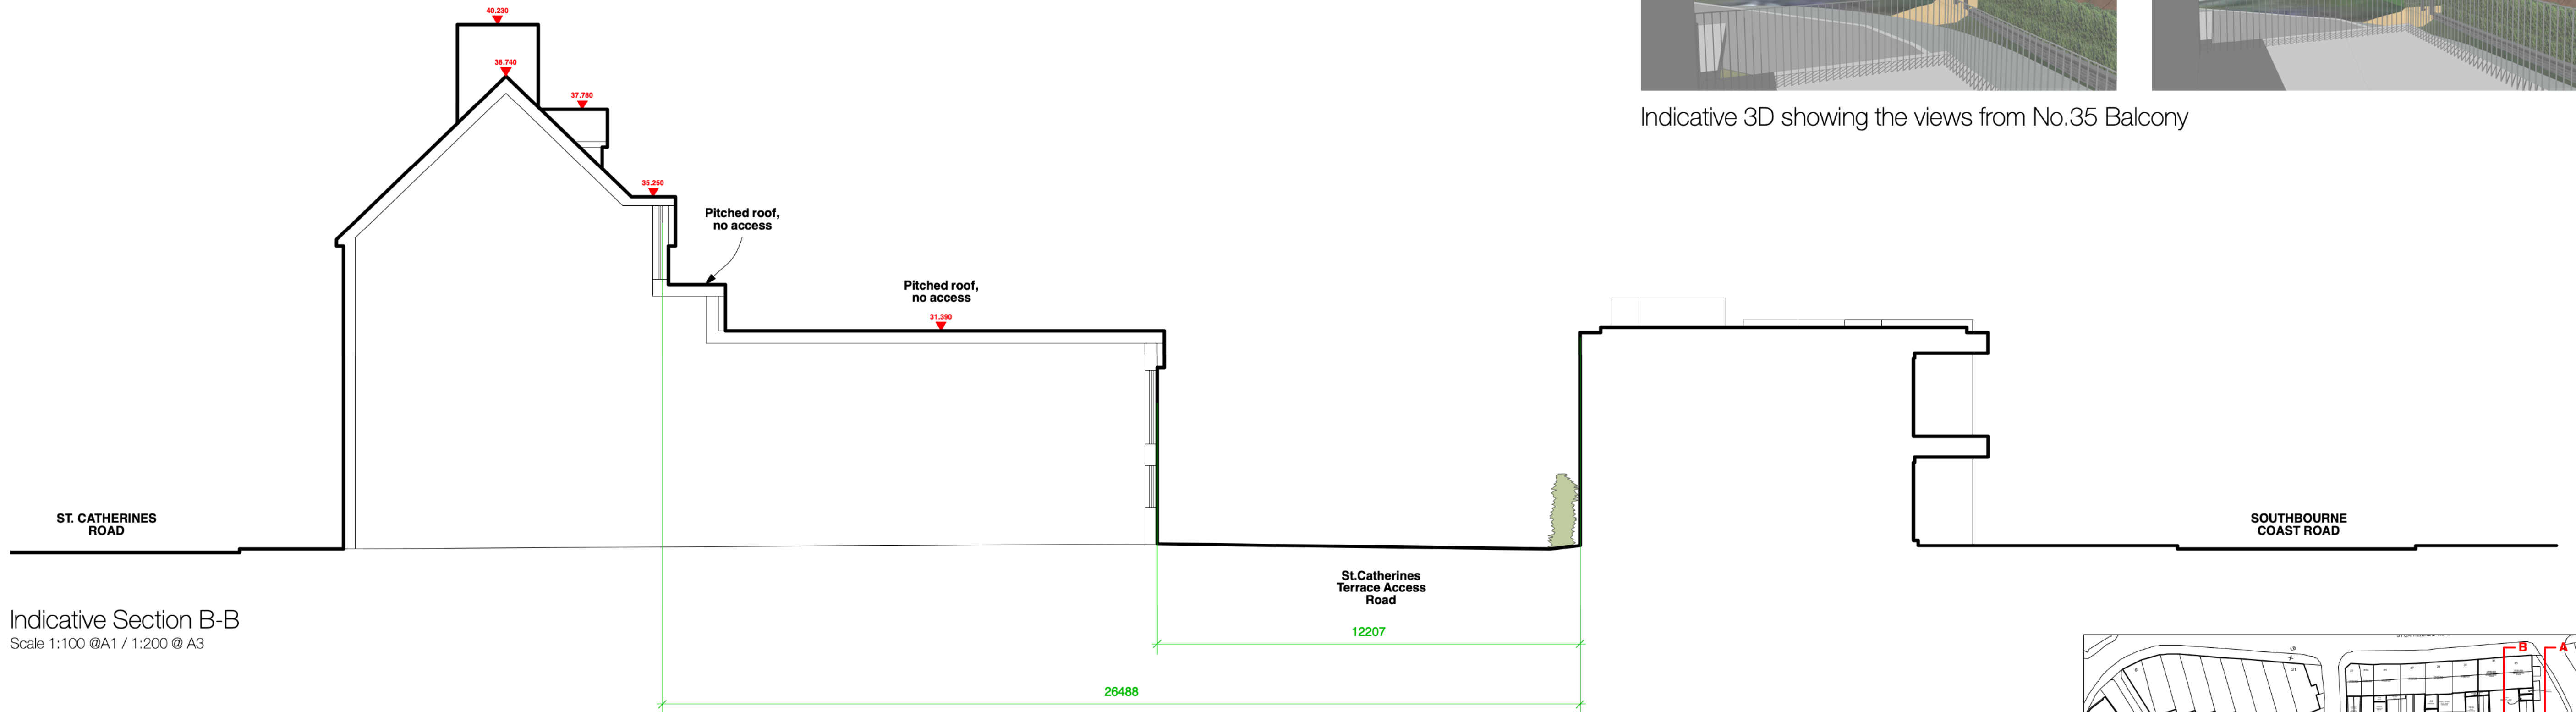 40.230
38.740
37.780
35.250
Pitched roof,
no access
Pitched roof,
no access
31.390
Indicative 3D showing the views from No.35 Balcony
ST. CATHERINES
ROAD
SOUTHBOURNE
COAST ROAD
St.Catherines
Terrace Access
Road
12207
26488
Indicative Section B-B
Scale 1:100 @A1 / 1:200 @ A3
B
A
LB
21